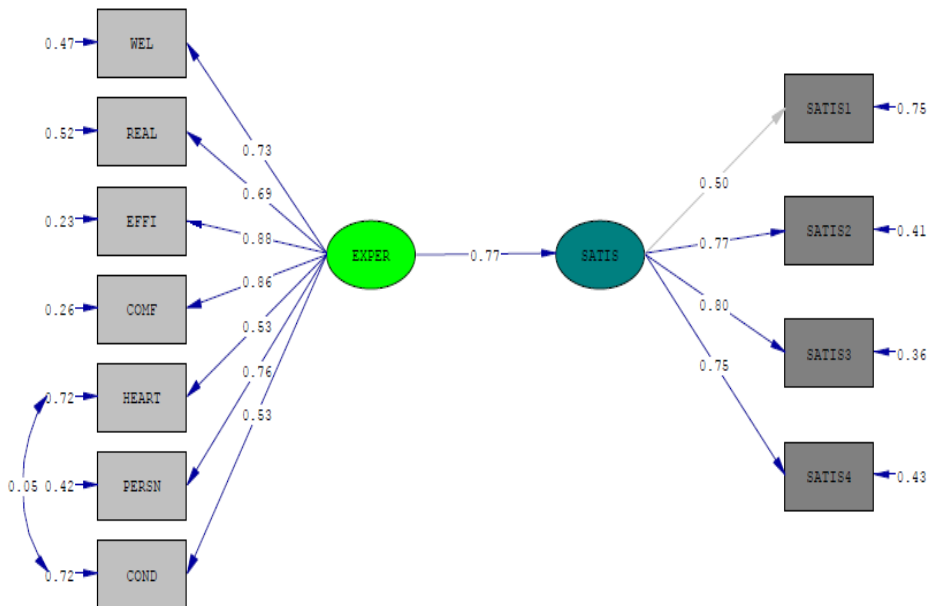 0.47 WEL
0.52 REAL
0.23 EFFI
0.26 COMF
0.72 HEART
0.05 0.42 PERSN
0.72 COND
0.73
0.69
0.88
0.86
0.53
0.76
0.53
EXPER 0.77 SATIS
0.50
0.77
0.80
0.75
SATIS1 0.75
SATIS2 0.41
SATIS3 0.36
SATIS4 0.43